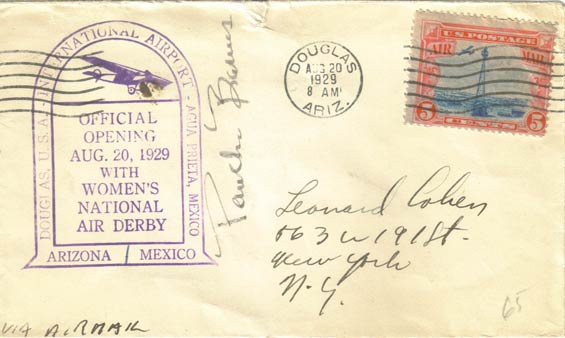 DOUGLAS, U.S.A. - INTERNATIONAL AIRPORT - AGUA PRIETA, MEXICO
OFFICIAL
OPENING
AUG. 20, 1929
WITH
WOMEN'S
NATIONAL
AIR DERBY
ARIZONA / MEXICO
Pancho Barnes
DOUGLAS
AUG 20
1929
8 AM
ARIZ.
U.S. POSTAGE
AIR MAIL
5 CENTS 5
Leonard Cohen
563 W 191 St.
New York
N.Y.
65
VIA AIRMAIL